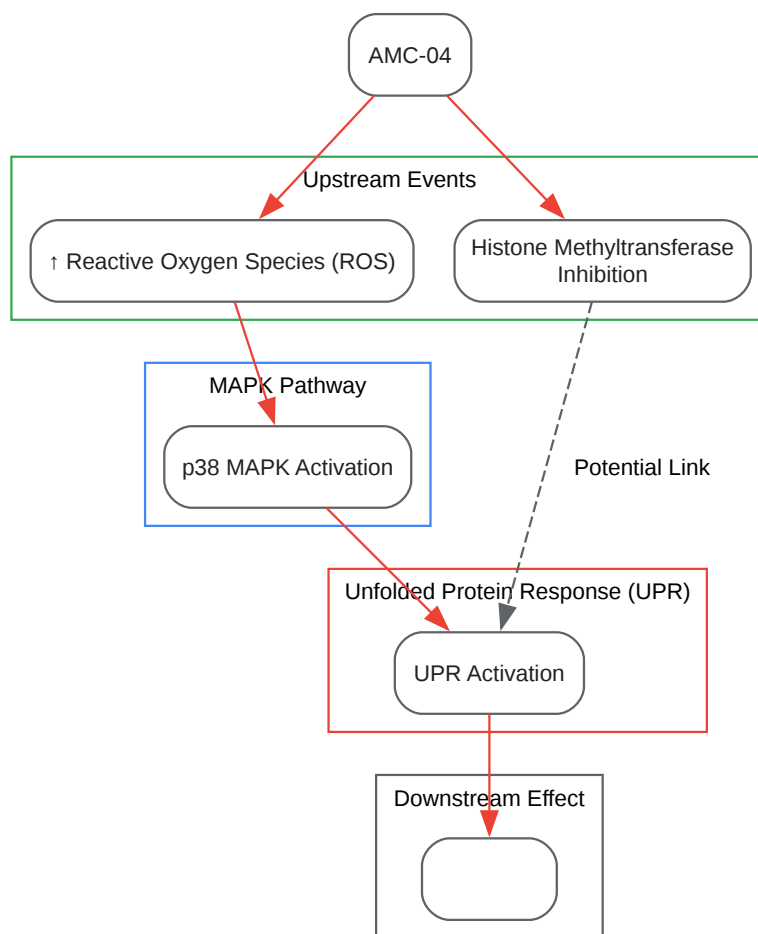 AMC-04
Upstream Events
↑ Reactive Oxygen Species (ROS)
Histone Methyltransferase
Inhibition
MAPK Pathway
p38 MAPK Activation
Potential Link
Unfolded Protein Response (UPR)
UPR Activation
Downstream Effect